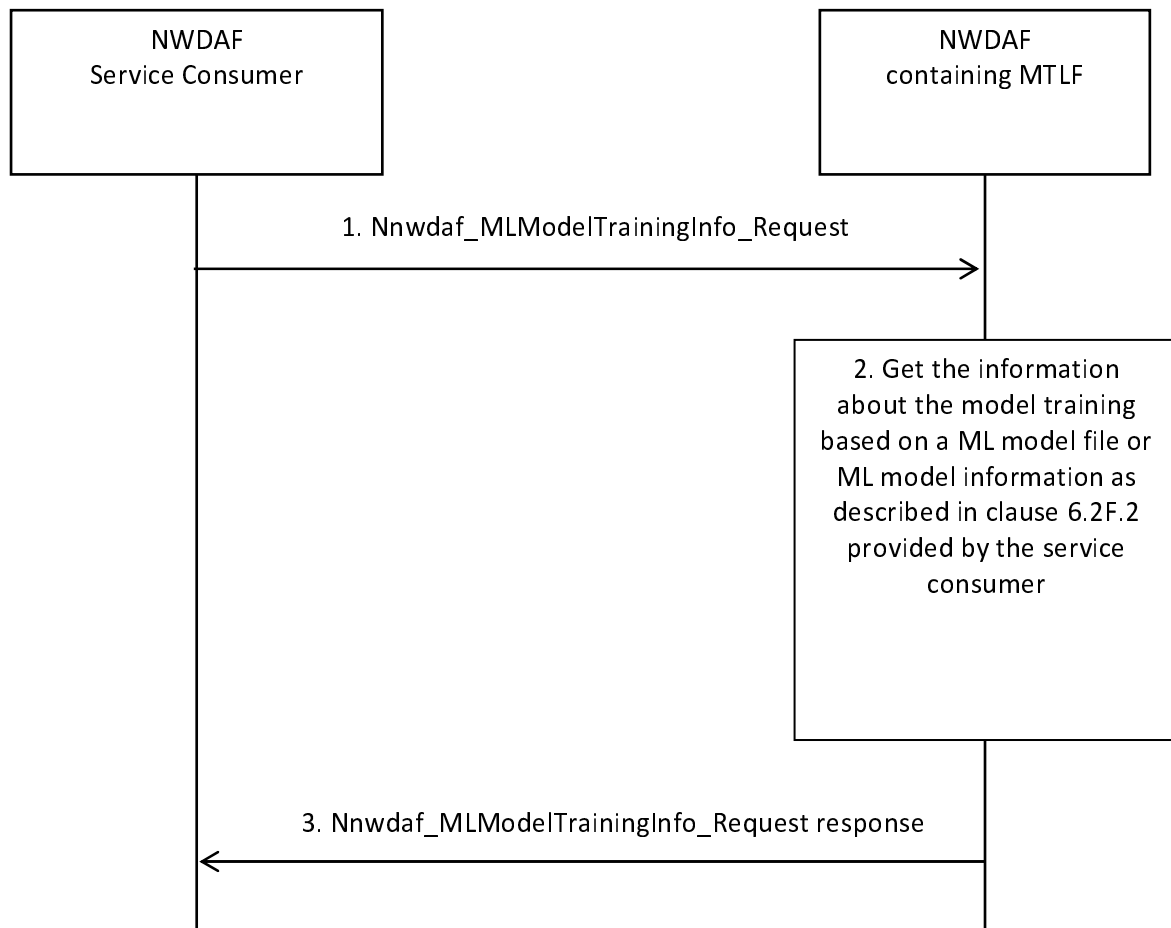 NWDAF
Service Consumer
NWDAF
containing MTLF
1. Nnwdaf_MLModelTrainingInfo_Request
2. Get the information
about the model training
based on a ML model file or
ML model information as
described in clause 6.2F.2
provided by the service
consumer
3. Nnwdaf_MLModelTrainingInfo_Request response